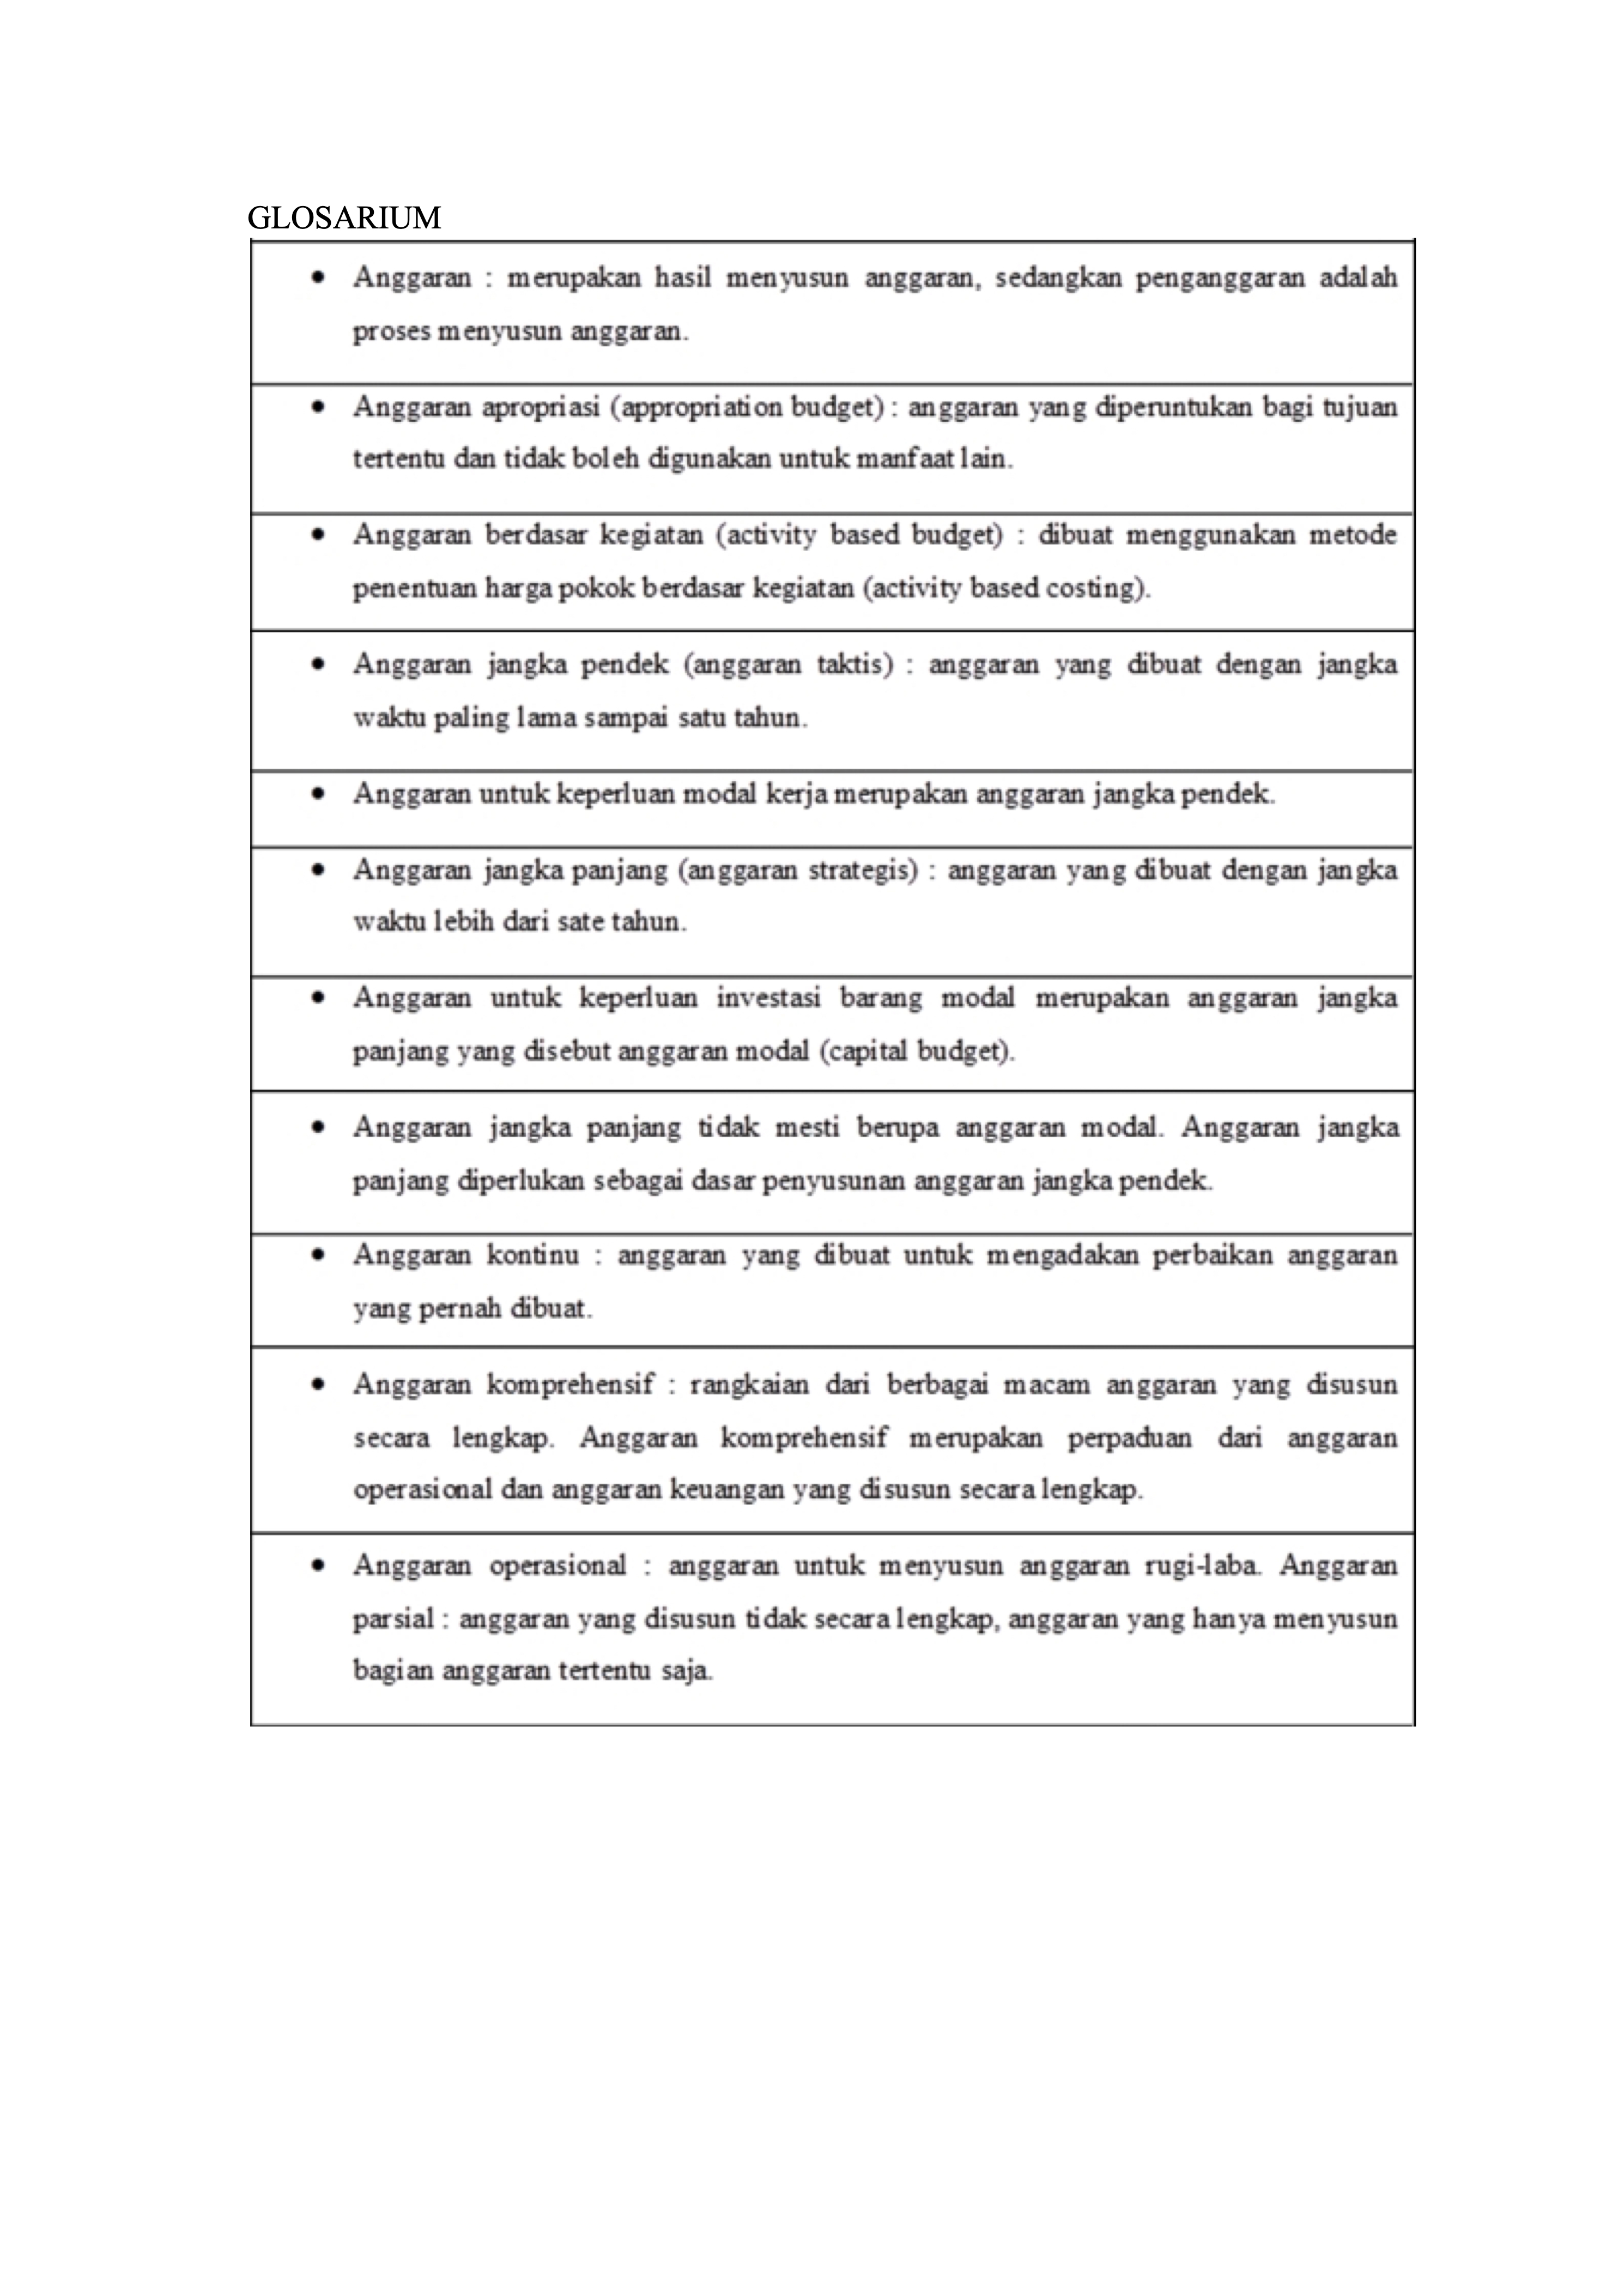 GLOSARIUM
• Anggaran : merupakan hasil menyusun anggaran, sedangkan penganggaran adalah
proses menyusun anggaran.
• Anggaran apropriasi (appropriation budget) : anggaran yang diperuntukan bagi tujuan
tertentu dan tidak boleh digunakan untuk manfaat lain.
• Anggaran berdasar kegiatan (activity based budget) : dibuat menggunakan metode
penentuan harga pokok berdasar kegiatan (activity based costing).
• Anggaran jangka pendek (anggaran taktis) : anggaran yang dibuat dengan jangka
waktu paling lama sampai satu tahun.
• Anggaran untuk keperluan modal kerja merupakan anggaran jangka pendek.
• Anggaran jangka panjang (anggaran strategis) : anggaran yang dibuat dengan jangka
waktu lebih dari sate tahun.
• Anggaran untuk keperluan investasi barang modal merupakan anggaran jangka
panjang yang disebut anggaran modal (capital budget).
• Anggaran jangka panjang tidak mesti berupa anggaran modal. Anggaran jangka
panjang diperlukan sebagai dasar penyusunan anggaran jangka pendek.
• Anggaran kontinu : anggaran yang dibuat untuk mengadakan perbaikan anggaran
yang pernah dibuat.
• Anggaran komprehensif : rangkaian dari berbagai macam anggaran yang disusun
secara lengkap. Anggaran komprehensif merupakan perpaduan dari anggaran
operasional dan anggaran keuangan yang disusun secara lengkap.
• Anggaran operasional : anggaran untuk menyusun anggaran rugi-laba. Anggaran
parsial : anggaran yang disusun tidak secara lengkap, anggaran yang hanya menyusun
bagian anggaran tertentu saja.